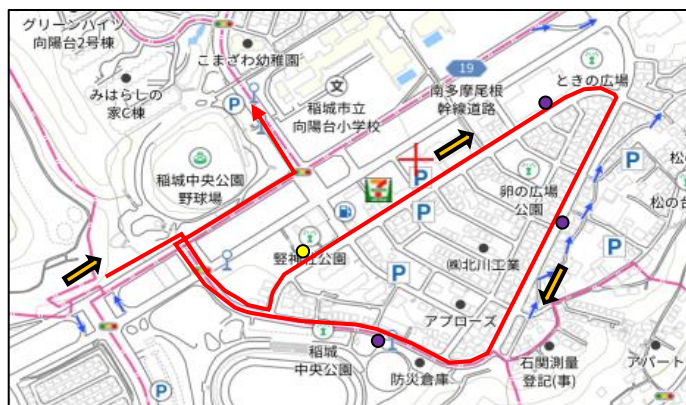 グリーンハイツ
向陽台2号棟
こまざわ幼稚園
みはらしの
家C棟
P
文
稲城市立
向陽台小学校
19
南多摩尾根
幹線道路
ときの広場
P
松の
松の台
稲城中央公園
野球場
P
P
卵の広場
公園
竪神社公園
P
㈱北川工業
P
アプローズ
稲城
中央公園
防災倉庫
石関測量
登記(事)
アパート
P